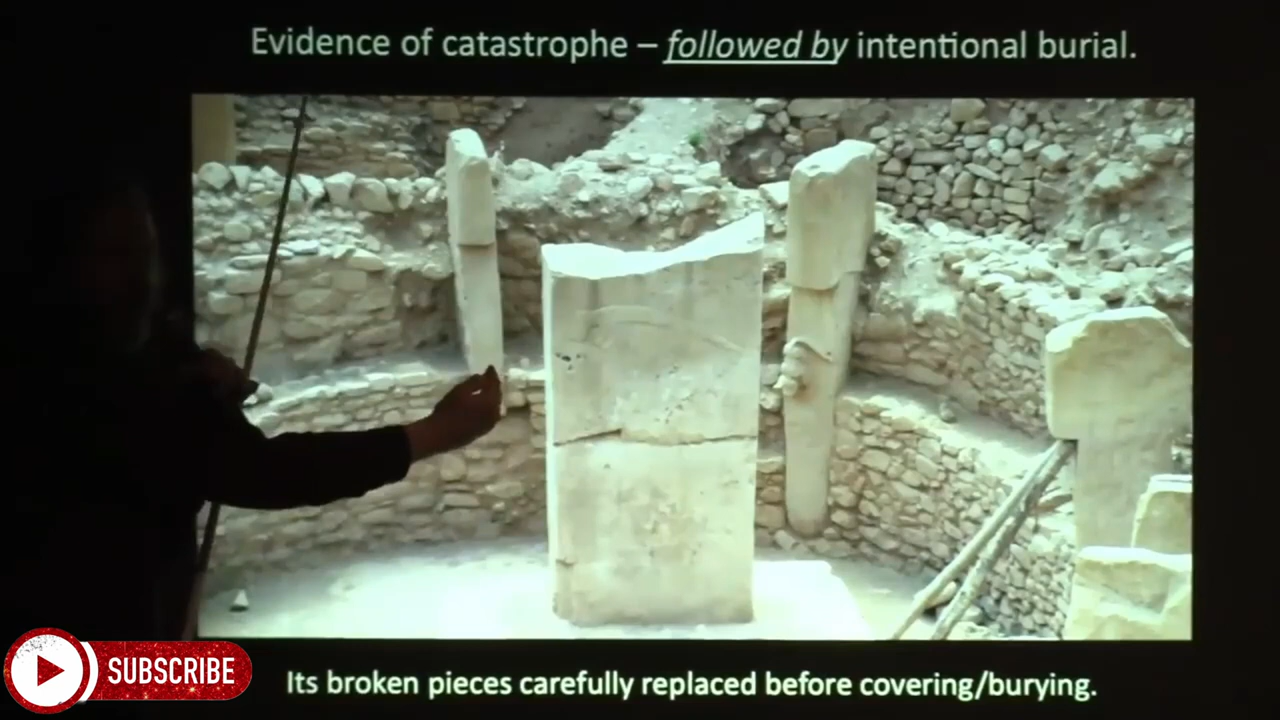 Evidence of catastrophe – followed by intentional burial.
SUBSCRIBE
Its broken pieces carefully replaced before covering/burying.